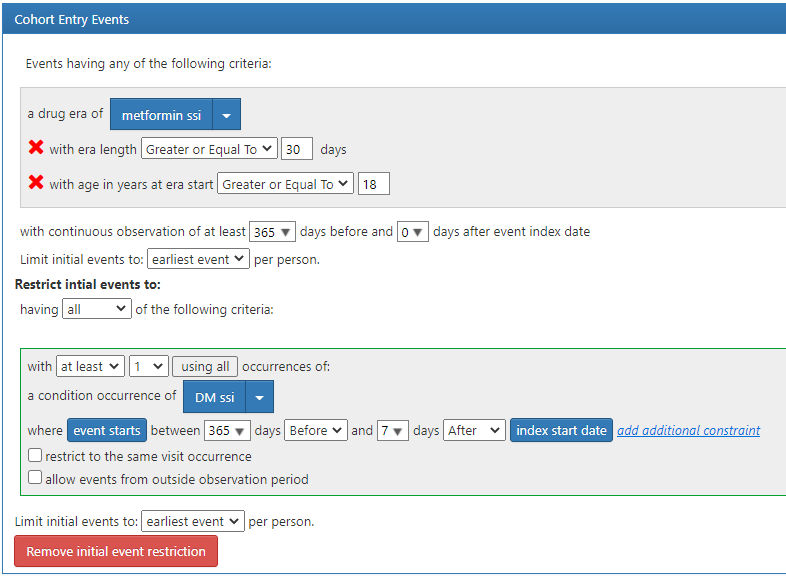 Cohort Entry Events
Events having any of the following criteria:
a drug era of metformin ssi
with era length Greater or Equal To 30 days
with age in years at era start Greater or Equal To 18
with continuous observation of at least 365 days before and 0 days after event index date
Limit initial events to: earliest event per person.
Restrict intial events to:
having all of the following criteria:
with at least 1 using all occurrences of:
a condition occurrence of DM ssi
where event starts between 365 days Before and 7 days After index start date add additional constraint
restrict to the same visit occurrence
allow events from outside observation period
Limit initial events to: earliest event per person.
Remove initial event restriction